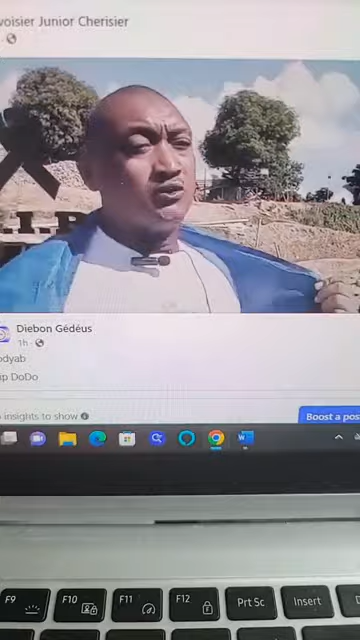 voisier Junior Cherisier
Diebon Gédéus
1h
odyab
ip DoDo
insights to show
Boost a pos
W
F9
F10
F11
F12
Prt Sc
Insert
D